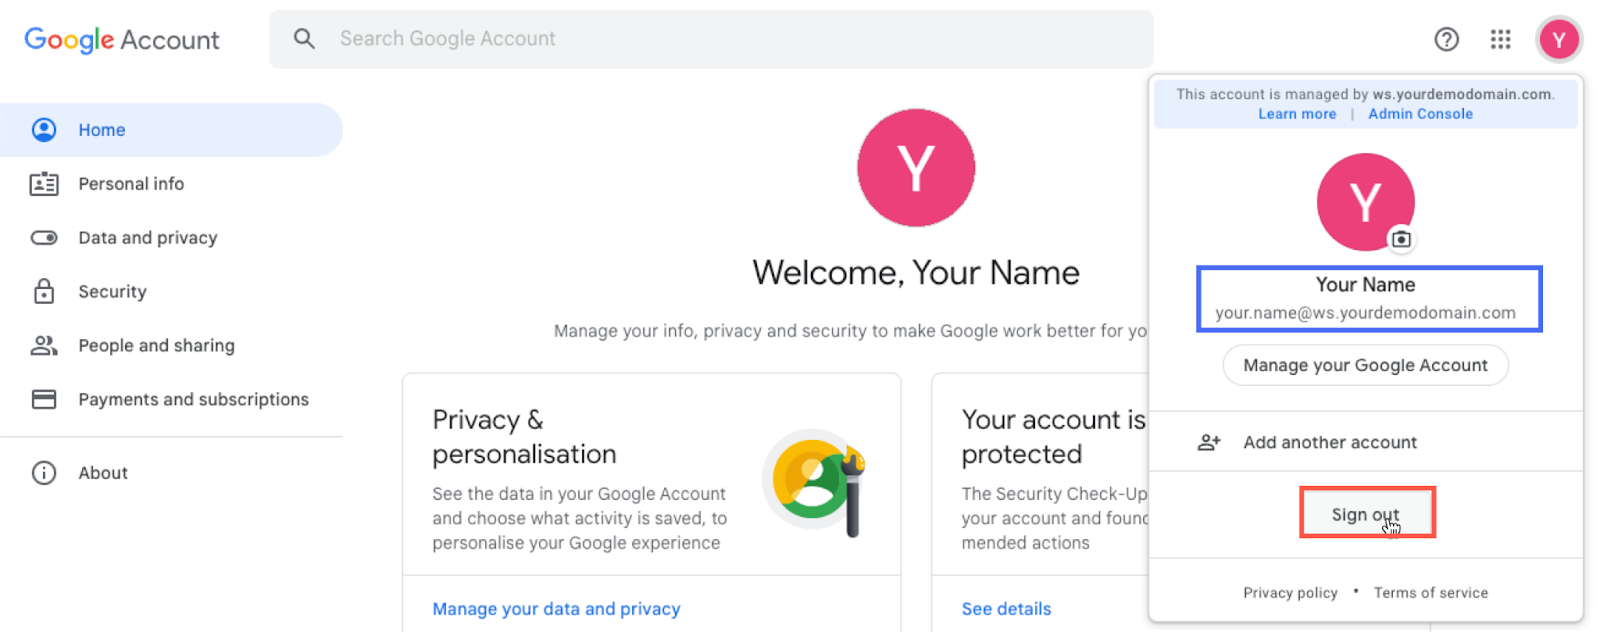 Google Account
Search Google Account
Y
This account is managed by ws.yourdemodomain.com.
Learn more | Admin Console
Home
Personal info
Data and privacy
Security
People and sharing
Payments and subscriptions
About
Y
Welcome, Your Name
Manage your info, privacy and security to make Google work better for yo
Privacy &
personalisation
See the data in your Google Account
and choose what activity is saved, to
personalise your Google experience
Manage your data and privacy
Your account is
protected
The Security Check-Up
your account and found
mended actions
See details
Y
Your Name
your.name@ws.yourdemodomain.com
Manage your Google Account
Add another account
Sign out
Privacy policy • Terms of service